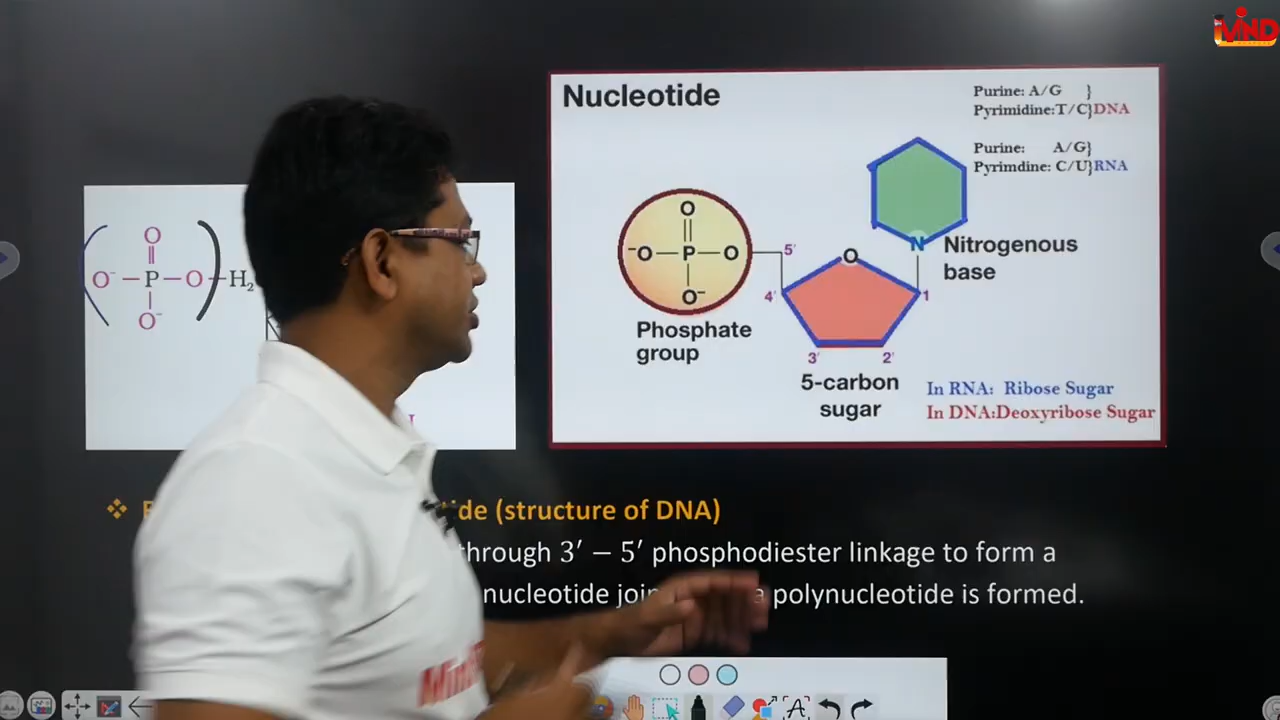 iMIND
Nucleotide
Purine: A/G }
Pyrimidine:T/C}DNA
Purine: A/G}
Pyrimdine: C/U}RNA
O
O
⁻O—P—O
O⁻
5'
4'
O
1
3'
2'
N
Nitrogenous
base
Phosphate
group
5-carbon
sugar
In RNA: Ribose Sugar
In DNA:Deoxyribose Sugar
O
O⁻—P—O—H₂
O⁻
de (structure of DNA)
through 3′ − 5′ phosphodiester linkage to form a
nucleotide polynucleotide is formed.